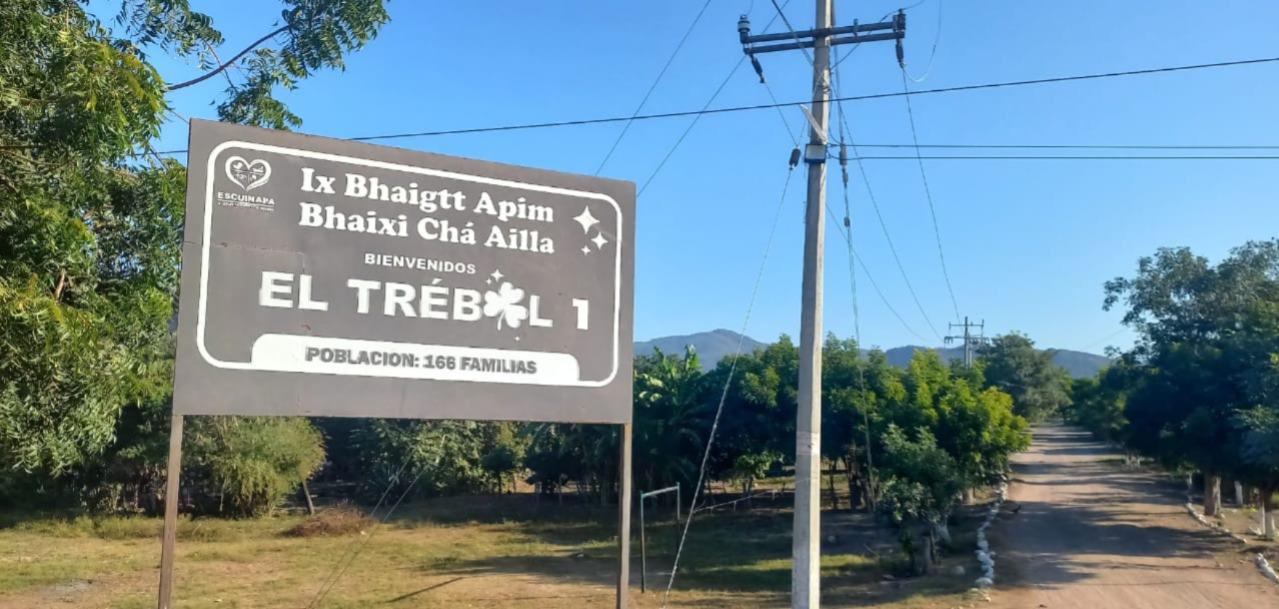 ESCUINAPA
Ix Bhaigtt Apim
Bhaixi Chá Ailla
BIENVENIDOS
EL TRÉBOL 1
POBLACION: 166 FAMILIAS